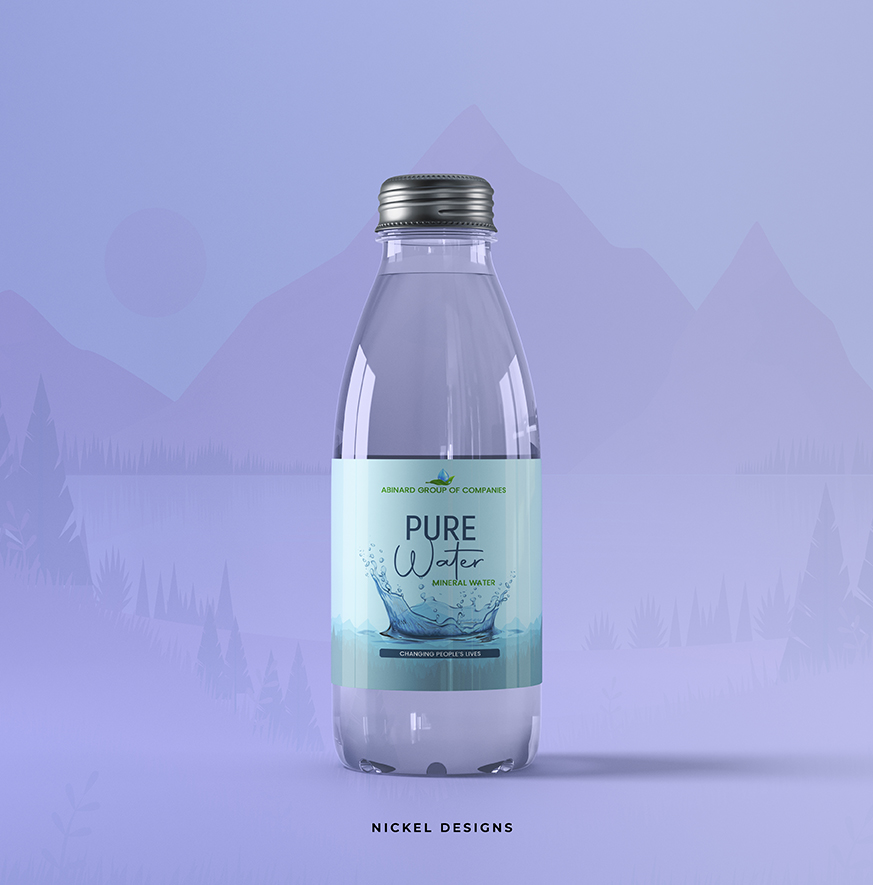 ABINARD GROUP OF COMPANIES
PURE
Water
MINERAL WATER
CHANGING PEOPLE'S LIVES
NICKEL DESIGNS